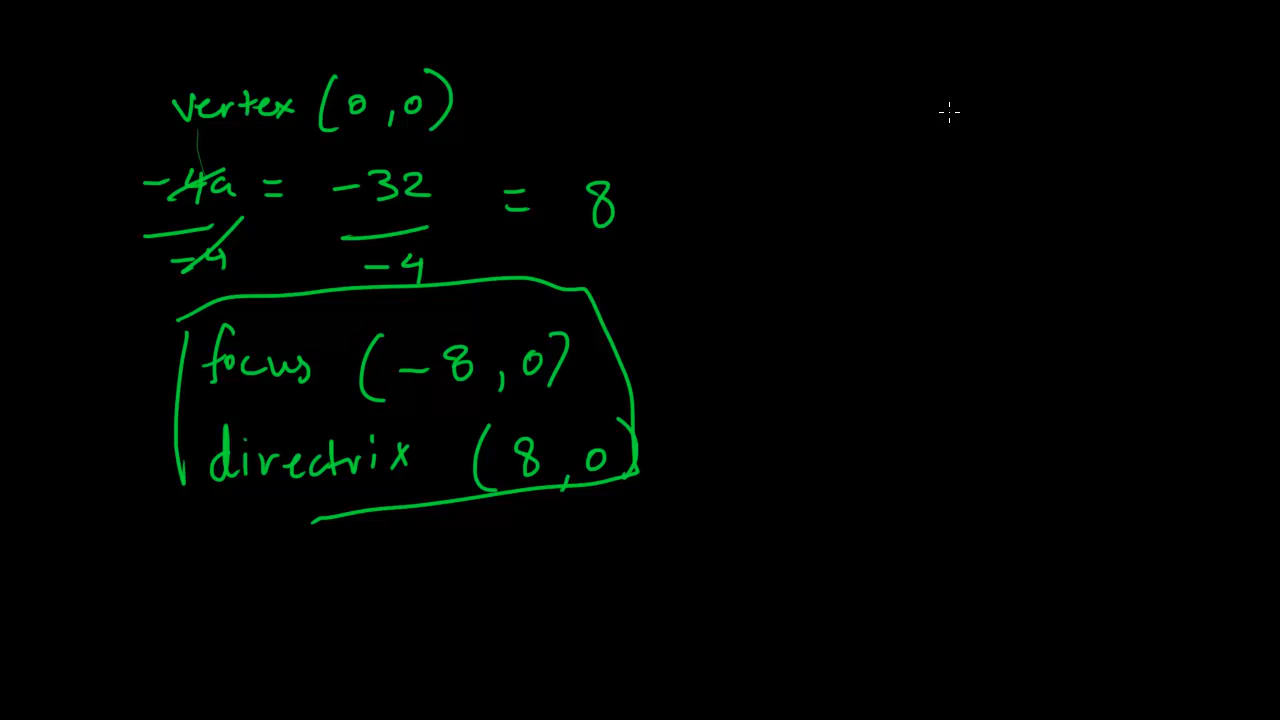 vertex (0,0)
-4a = -32 = 8
-4 -4
focus (-8,0)
directrix (8,0)